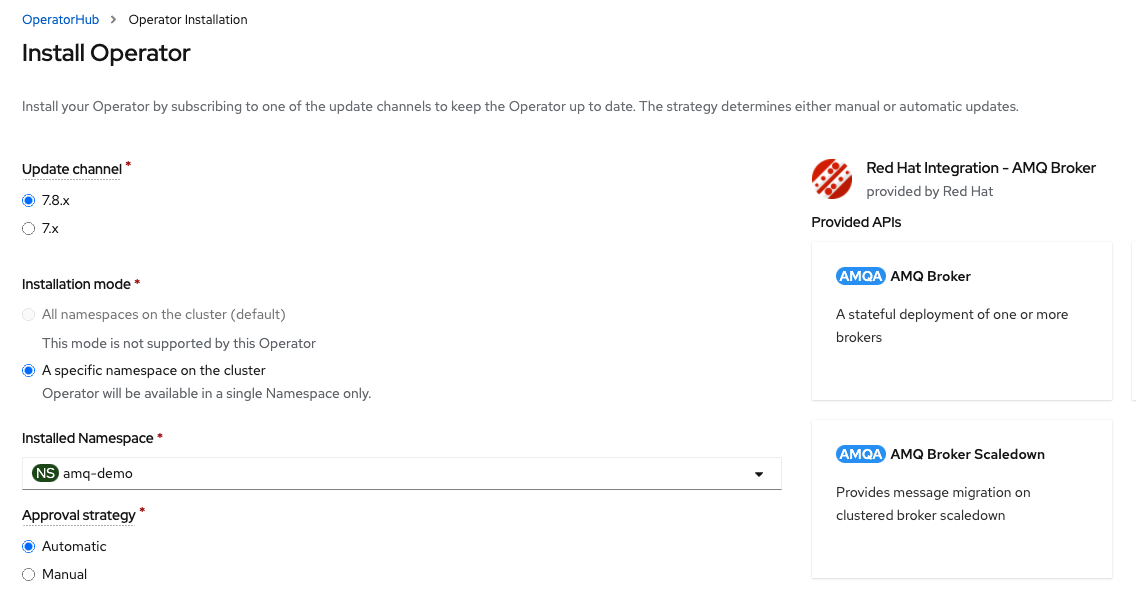 OperatorHub > Operator Installation
Install Operator
Install your Operator by subscribing to one of the update channels to keep the Operator up to date. The strategy determines either manual or automatic updates.
Update channel *
7.8.x
7.x
Installation mode *
All namespaces on the cluster (default)
This mode is not supported by this Operator
A specific namespace on the cluster
Operator will be available in a single Namespace only.
Installed Namespace *
NS amq-demo
Approval strategy *
Automatic
Manual
Red Hat Integration - AMQ Broker
provided by Red Hat
Provided APIs
AMQA AMQ Broker
A stateful deployment of one or more
brokers
AMQA AMQ Broker Scaledown
Provides message migration on
clustered broker scaledown